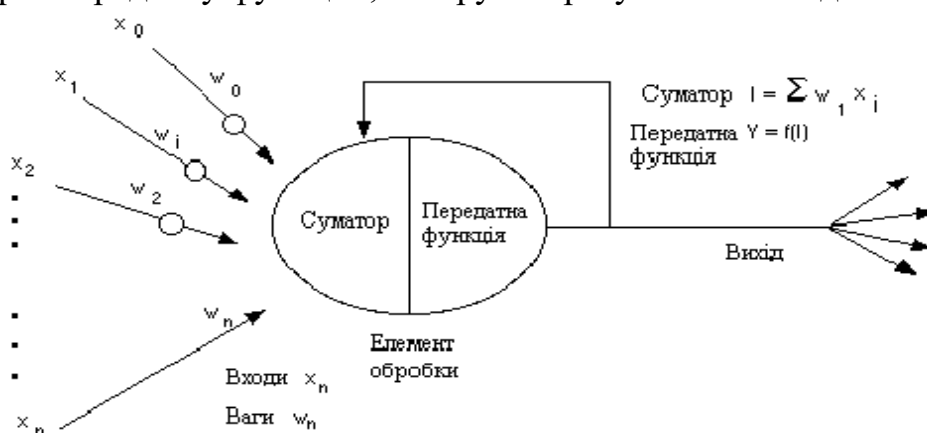 x 0
w 0
x 1
w i
x 2
w 2
Суматор I = Σ w 1 x i
Передатна Y = f(I)
функція
Суматор
Передатна
функція
Вихід
w n
Елемент
обробки
Входи x n
Ваги w n
x n